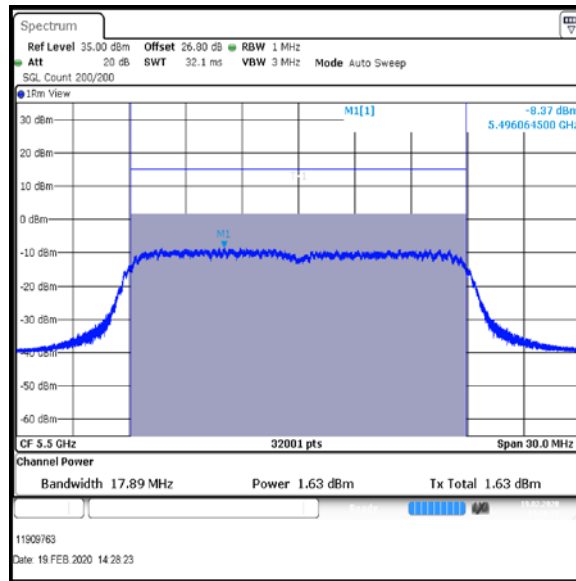 Spectrum
Ref Level 35.00 dBm Offset 26.80 dB RBW 1 MHz
Att 20 dB SWT 32.1 ms VBW 3 MHz Mode Auto Sweep
SGL Count 200/200
1Rm View
M1[1] -8.37 dBm
5.496064500 GHz
30 dBm
20 dBm
10 dBm
0 dBm
M1
-10 dBm
-20 dBm
-30 dBm
-40 dBm
-50 dBm
-60 dBm
CF 5.5 GHz 32001 pts Span 30.0 MHz
Channel Power
Bandwidth 17.89 MHz Power 1.63 dBm Tx Total 1.63 dBm
11909763
Date: 19.FEB.2020 14:28:23